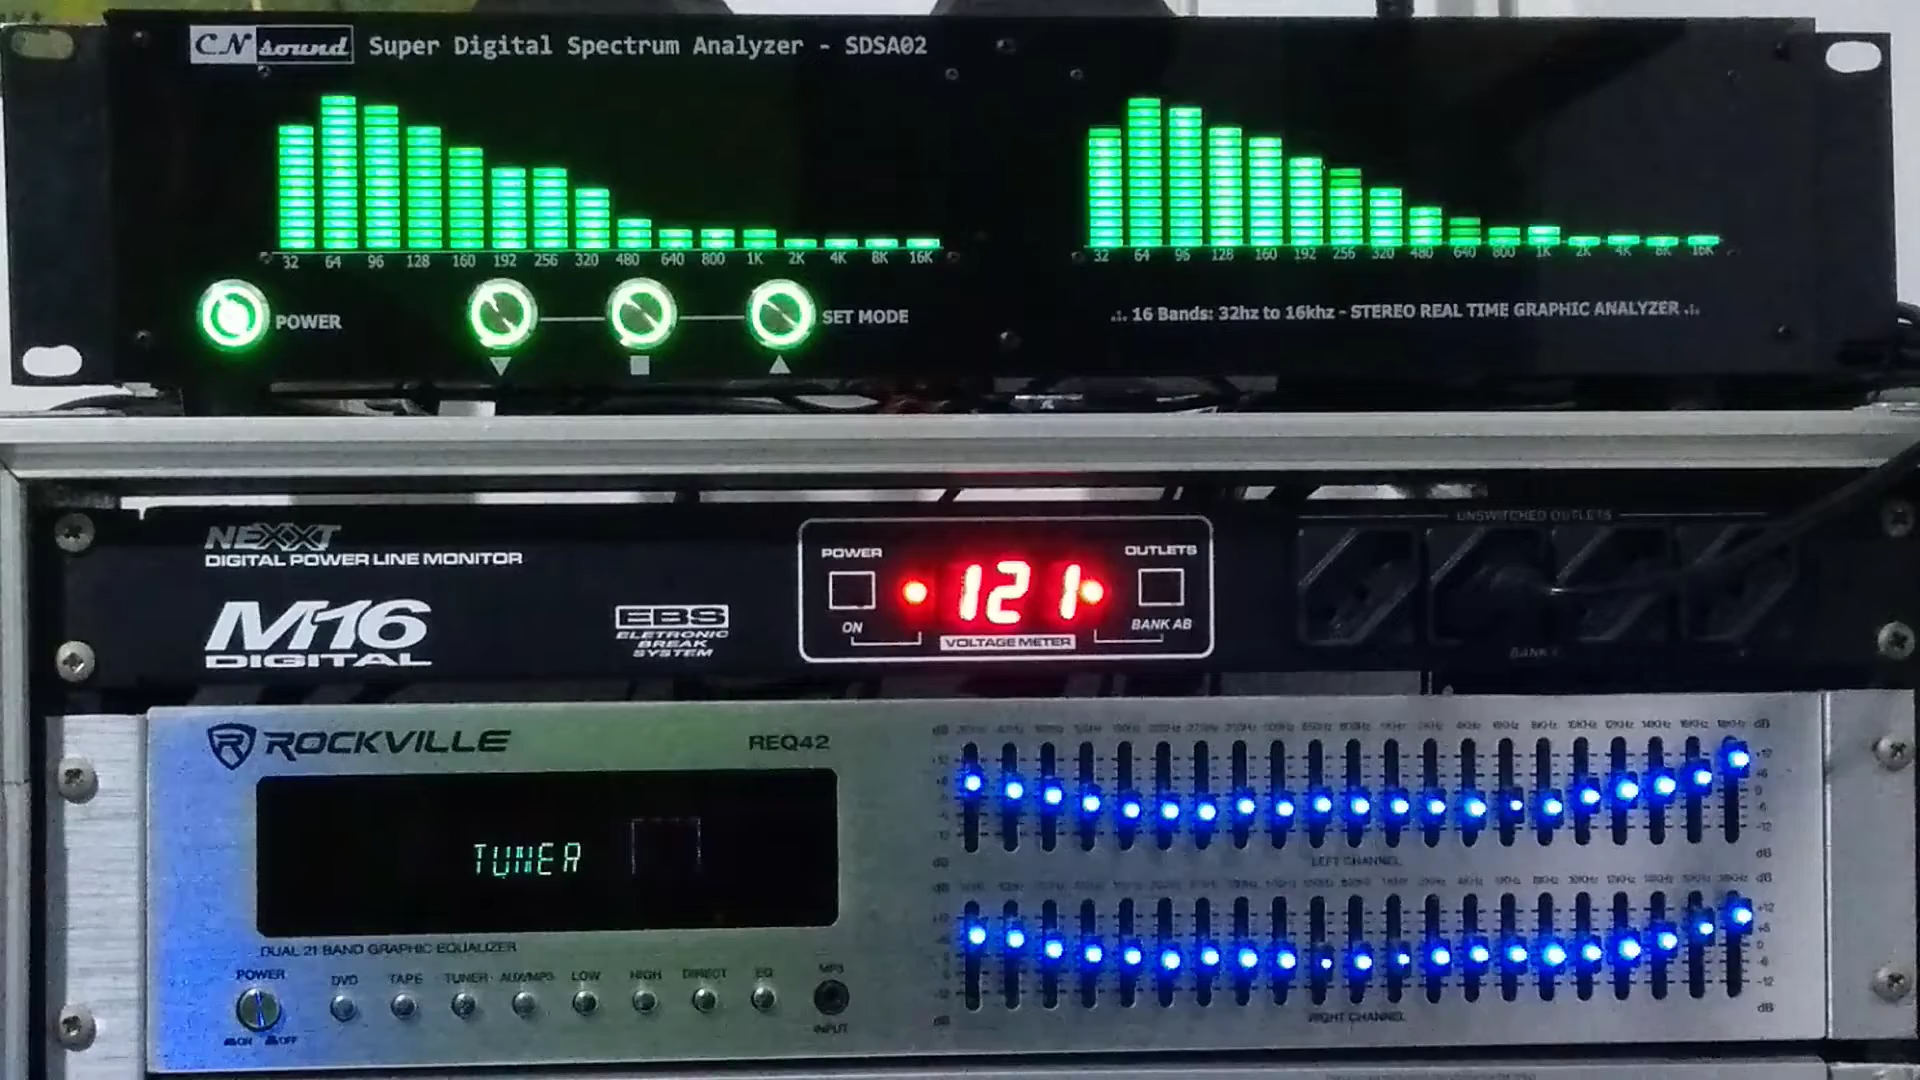 C.N sound Super Digital Spectrum Analyzer - SDSA02
32 64 96 128 160 192 256 320 480 640 800 1K 2K 4K 8K 16K
32 64 96 128 160 192 256 320 480 640 800 1K 2K 4K 8K 16K
POWER
SET MODE
.:. 16 Bands: 32hz to 16khz - STEREO REAL TIME GRAPHIC ANALYZER .:.
NEXXT
DIGITAL POWER LINE MONITOR
M16
DIGITAL
EBS
ELETRONIC
BREAK
SYSTEM
POWER
ON
121
VOLTAGE METER
OUTLETS
BANK AB
UNSWITCHED OUTLETS
ROCKVILLE
REQ42
TUNER
DUAL 21 BAND GRAPHIC EQUALIZER
POWER
ON OFF
DVD TAPE TUNER AUX/MP3 LOW HIGH DIRECT EQ
MP3
INPUT
LEFT CHANNEL
RIGHT CHANNEL